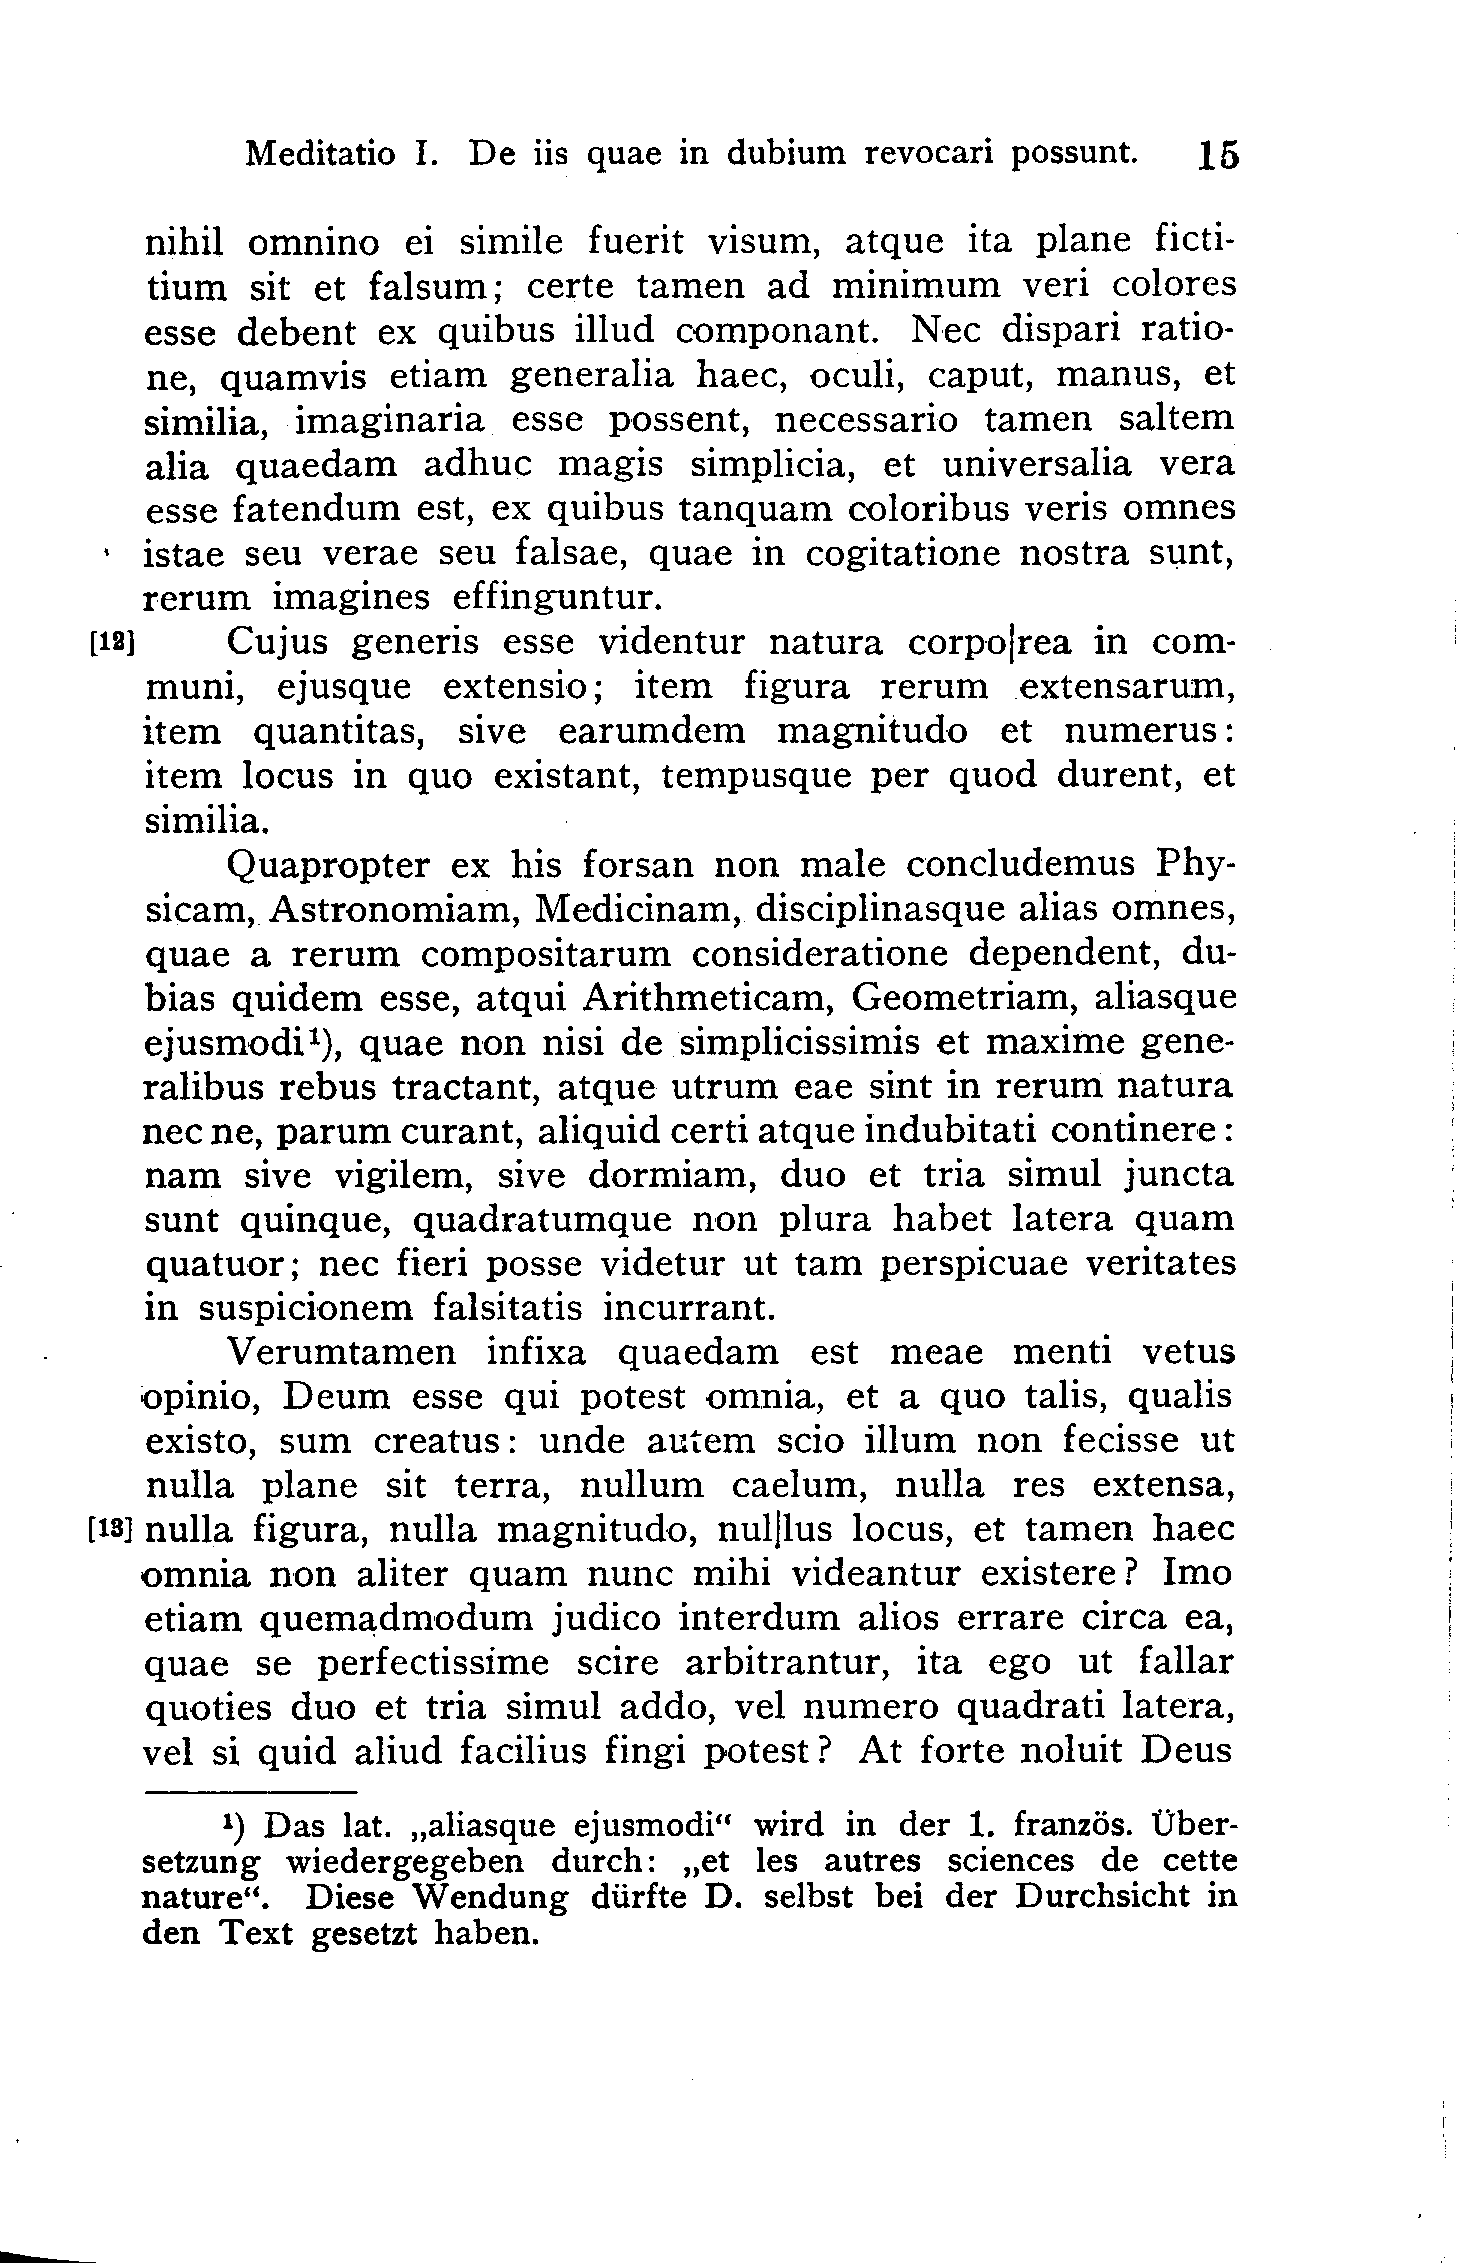 Meditatio I. De iis quae in dubium revocari possunt. 15
nihil omnino ei simile fuerit visum, atque ita plane ficti-
tium sit et falsum; certe tamen ad minimum veri colores
esse debent ex quibus illud componant. Nec dispari ratio-
ne, quamvis etiam generalia haec, oculi, caput, manus, et
similia, imaginaria esse possent, necessario tamen saltem
alia quaedam adhuc magis simplicia, et universalia vera
esse fatendum est, ex quibus tanquam coloribus veris omnes
istae seu verae seu falsae, quae in cogitatione nostra sunt,
rerum imagines effinguntur.
[12] Cujus generis esse videntur natura corpo|rea in com-
muni, ejusque extensio; item figura rerum extensarum,
item quantitas, sive earumdem magnitudo et numerus:
item locus in quo existant, tempusque per quod durent, et
similia.
Quapropter ex his forsan non male concludemus Phy-
sicam, Astronomiam, Medicinam, disciplinasque alias omnes,
quae a rerum compositarum consideratione dependent, du-
bias quidem esse, atqui Arithmeticam, Geometriam, aliasque
ejusmodi¹), quae non nisi de simplicissimis et maxime gene-
ralibus rebus tractant, atque utrum eae sint in rerum natura
nec ne, parum curant, aliquid certi atque indubitati continere:
nam sive vigilem, sive dormiam, duo et tria simul juncta
sunt quinque, quadratumque non plura habet latera quam
quatuor; nec fieri posse videtur ut tam perspicuae veritates
in suspicionem falsitatis incurrant.
Verumtamen infixa quaedam est meae menti vetus
opinio, Deum esse qui potest omnia, et a quo talis, qualis
existo, sum creatus: unde autem scio illum non fecisse ut
nulla plane sit terra, nullum caelum, nulla res extensa,
[13] nulla figura, nulla magnitudo, nul|lus locus, et tamen haec
omnia non aliter quam nunc mihi videantur existere? Imo
etiam quemadmodum judico interdum alios errare circa ea,
quae se perfectissime scire arbitrantur, ita ego ut fallar
quoties duo et tria simul addo, vel numero quadrati latera,
vel si quid aliud facilius fingi potest? At forte noluit Deus
¹) Das lat. „aliasque ejusmodi“ wird in der 1. französ. Über-
setzung wiedergegeben durch: „et les autres sciences de cette
nature“. Diese Wendung dürfte D. selbst bei der Durchsicht in
den Text gesetzt haben.